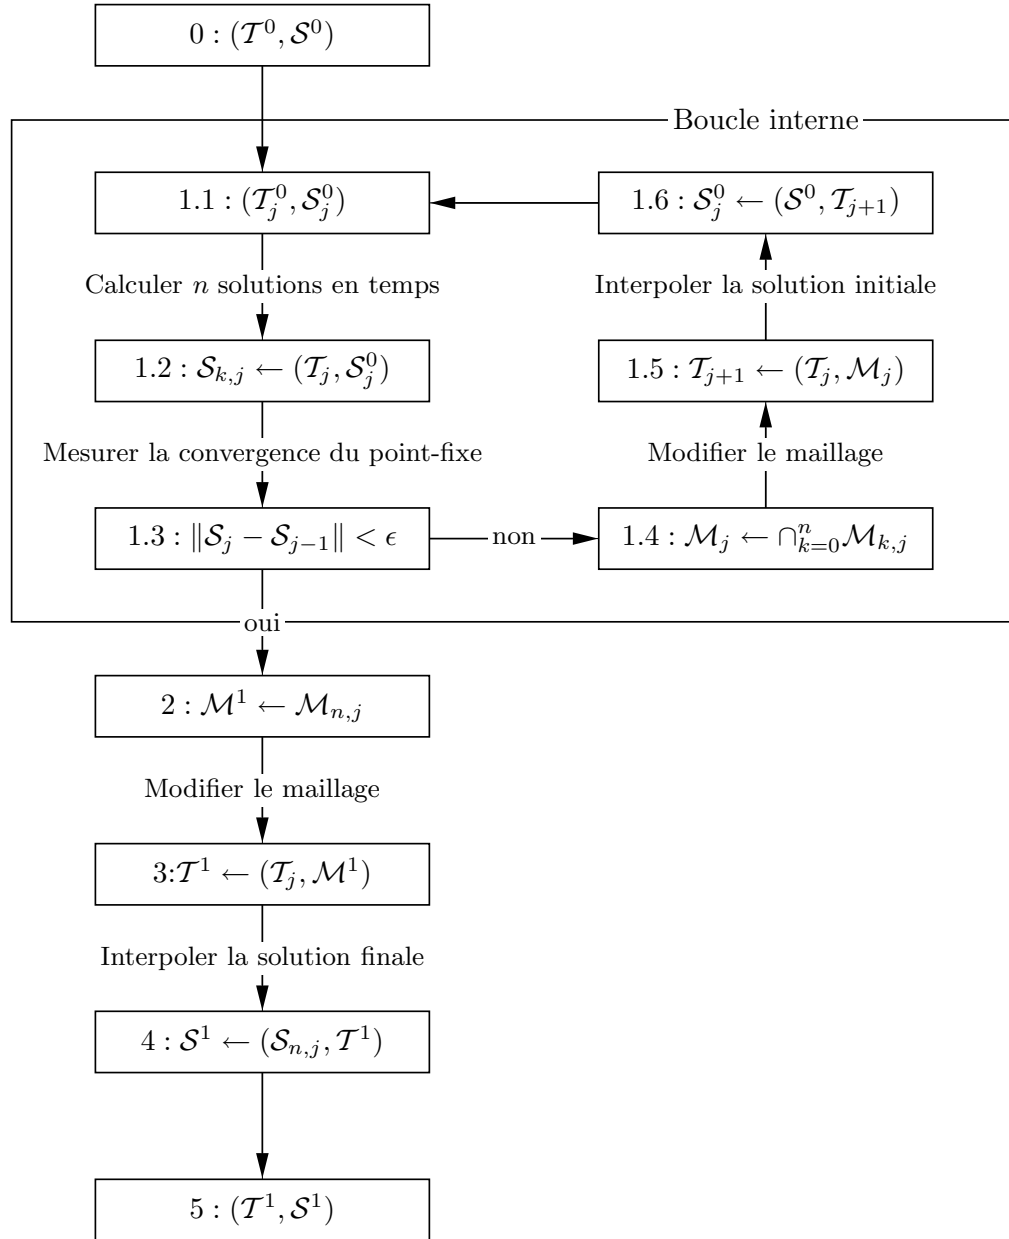 0 : (𝒯⁰, 𝒮⁰)
Boucle interne
1.1 : (𝒯ⱼ⁰, 𝒮ⱼ⁰)
1.6 : 𝒮ⱼ⁰ ← (𝒮⁰, 𝒯ⱼ₊₁)
Calculer n solutions en temps
Interpoler la solution initiale
1.2 : 𝒮ₖ,ⱼ ← (𝒯ⱼ, 𝒮ⱼ⁰)
1.5 : 𝒯ⱼ₊₁ ← (𝒯ⱼ, ℳⱼ)
Mesurer la convergence du point-fixe
Modifier le maillage
1.3 : ‖𝒮ⱼ − 𝒮ⱼ₋₁‖ < ϵ
non
1.4 : ℳⱼ ← ∩ₖ₌₀ⁿ ℳₖ,ⱼ
oui
2 : ℳ¹ ← ℳₙ,ⱼ
Modifier le maillage
3:𝒯¹ ← (𝒯ⱼ, ℳ¹)
Interpoler la solution finale
4 : 𝒮¹ ← (𝒮ₙ,ⱼ, 𝒯¹)
5 : (𝒯¹, 𝒮¹)